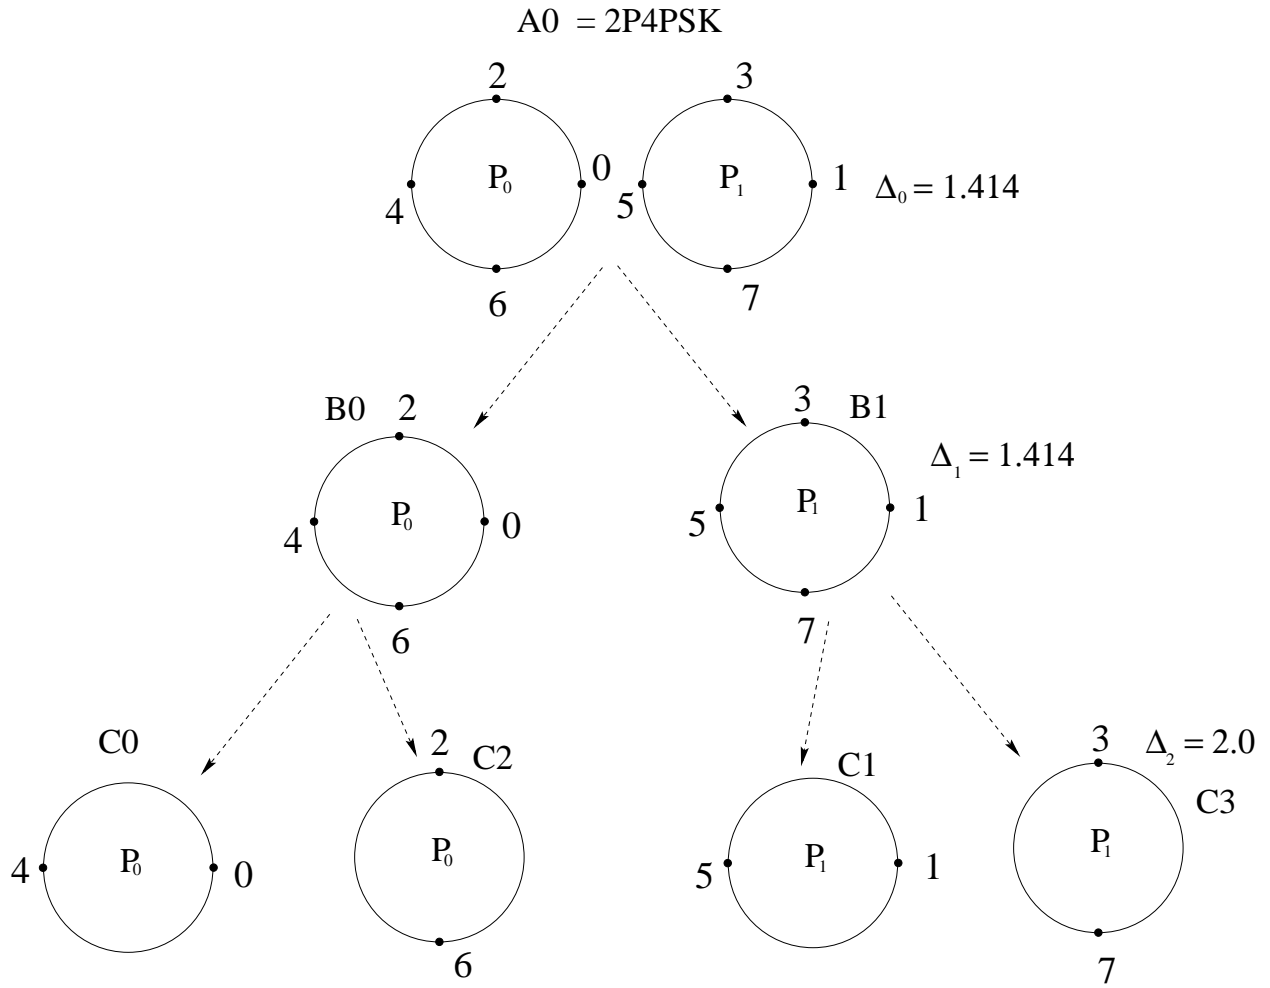 A0 = 2P4PSK
2 3
P₀ 0 P₁ 1 Δ₀ = 1.414
4 5
6 7
B0 2 3 B1
Δ₁ = 1.414
P₀ P₁
4 0 5 1
6 7
C0 2 C2 C1 3 Δ₂ = 2.0
C3
P₀ P₀ P₁ P₁
4 0 5 1
6 7